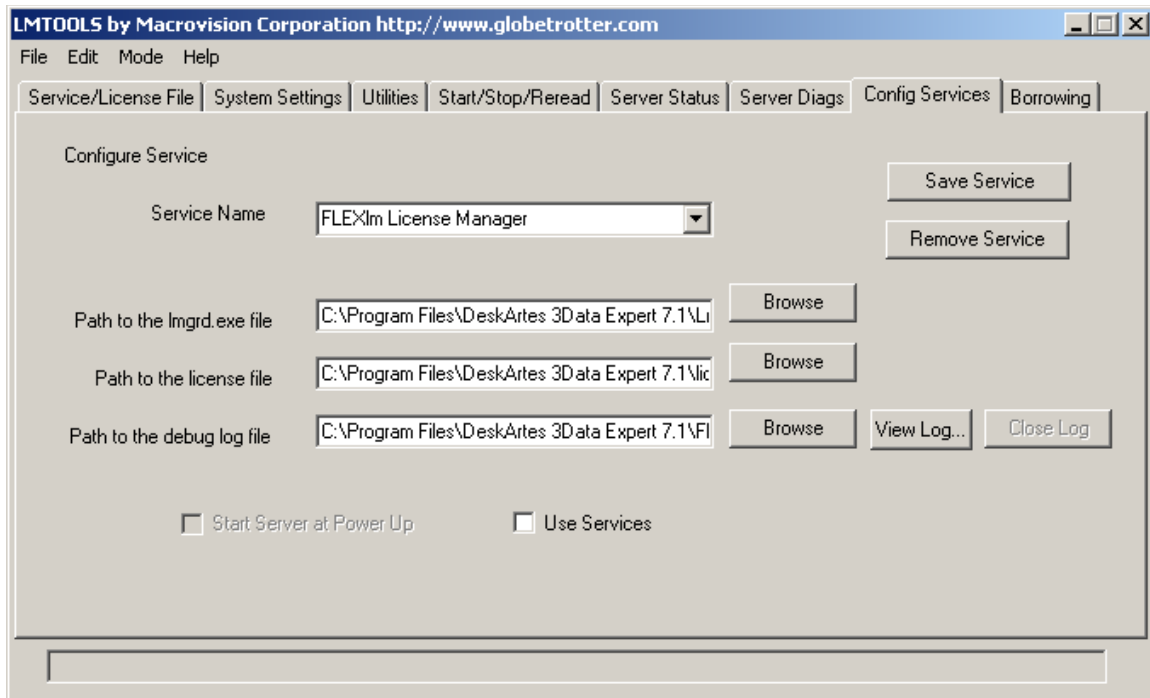 LMTOOLS by Macrovision Corporation http://www.globetrotter.com
File Edit Mode Help
Service/License File System Settings Utilities Start/Stop/Reread Server Status Server Diags Config Services Borrowing
Configure Service
Save Service
Service Name FLEXlm License Manager
Remove Service
Path to the lmgrd.exe file C:\Program Files\DeskArtes 3Data Expert 7.1\ Browse
Path to the license file C:\Program Files\DeskArtes 3Data Expert 7.1\lic Browse
Path to the debug log file C:\Program Files\DeskArtes 3Data Expert 7.1\Fl Browse View Log... Close Log
Start Server at Power Up Use Services